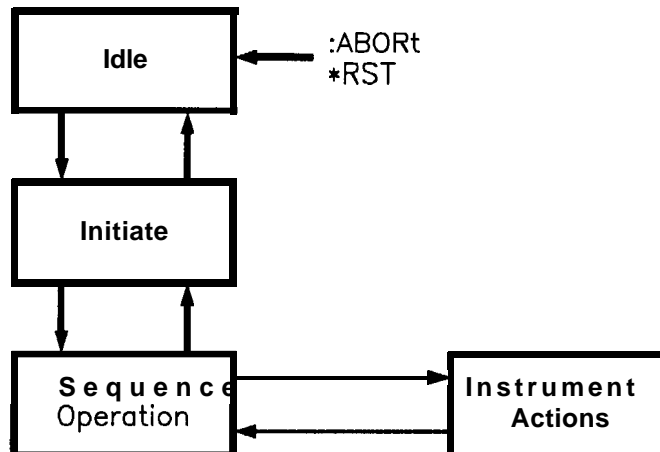 Idle
:ABORt
*RST
Initiate
Sequence
Operation
Instrument
Actions